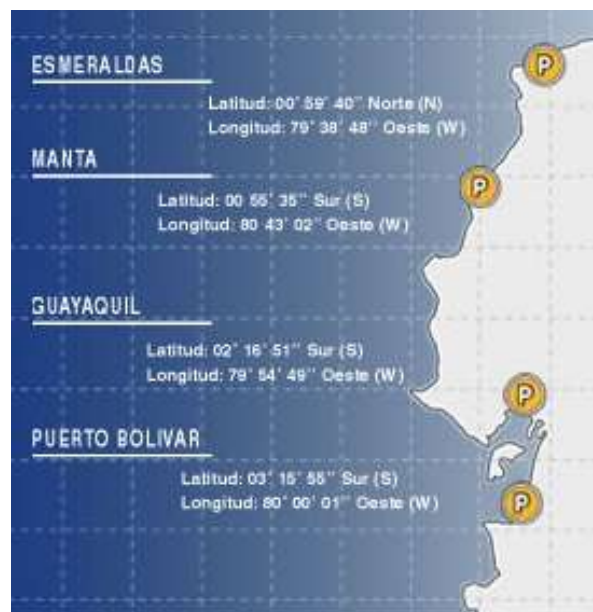 ESMERALDAS
Latitud: 00° 59' 40'' Norte (N)
Longitud: 79° 38' 48'' Oeste (W)
MANTA
Latitud: 00 55' 35'' Sur (S)
Longitud: 80 43' 02'' Oeste (W)
GUAYAQUIL
Latitud: 02° 16' 51'' Sur (S)
Longitud: 79° 54' 49'' Oeste (W)
PUERTO BOLIVAR
Latitud: 03° 15' 55'' Sur (S)
Longitud: 80° 00' 01'' Oeste (W)
P
P
P
P